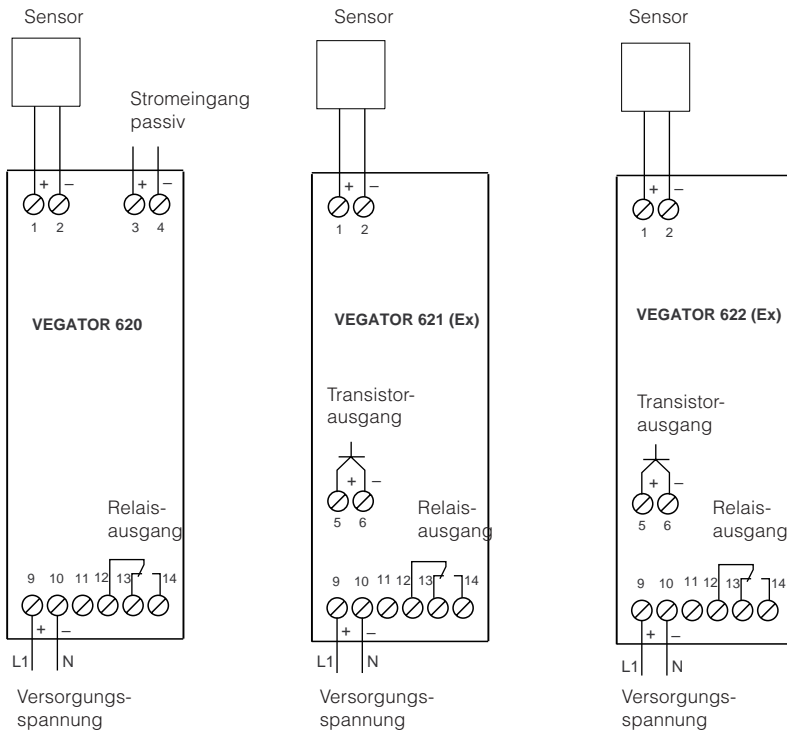 Sensor
Stromeingang
passiv
+ –
+ –
1 2
3 4
VEGATOR 620
Relais-
ausgang
9 10 11 12 13 14
+ –
L1 N
Versorgungs-
spannung
Sensor
+ –
1 2
VEGATOR 621 (Ex)
Transistor-
ausgang
+ –
5 6
Relais-
ausgang
9 10 11 12 13 14
+ –
L1 N
Versorgungs-
spannung
Sensor
+ –
1 2
VEGATOR 622 (Ex)
Transistor-
ausgang
+ –
5 6
Relais-
ausgang
9 10 11 12 13 14
+ –
L1 N
Versorgungs-
spannung